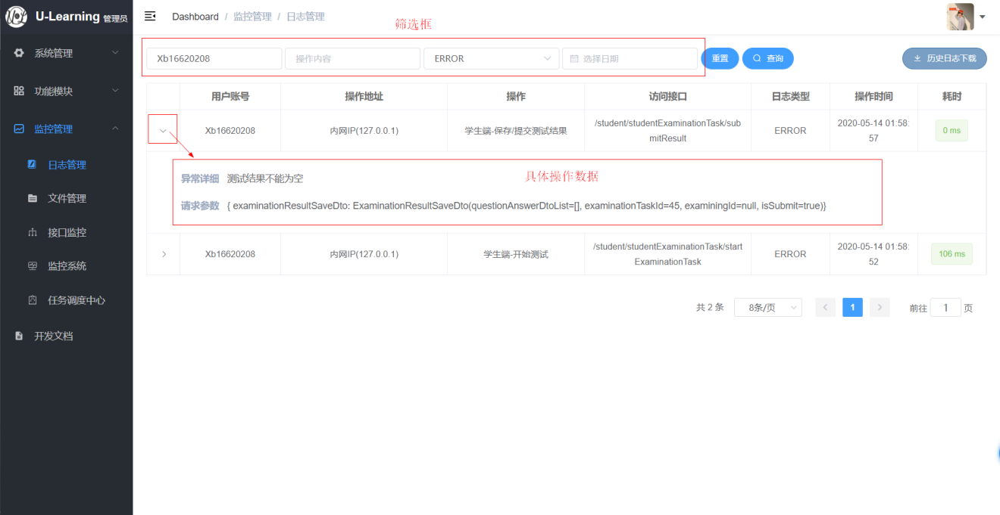 U-Learning 管理员
Dashboard / 监控管理 / 日志管理
筛选框
系统管理
功能模块
监控管理
日志管理
文件管理
接口监控
监控系统
任务调度中心
开发文档
Xb16620208 操作内容 ERROR 选择日期 重置 查询 历史日志下载
用户账号 操作地址 操作 访问接口 日志类型 操作时间 耗时
Xb16620208 内网IP(127.0.0.1) 学生端-保存/提交测试结果 /student/studentExaminationTask/sub ERROR 2020-05-14 01:58: 0 ms
mitResult 57
具体操作数据
异常详细 测试结果不能为空
请求参数 { examinationResultSaveDto: ExaminationResultSaveDto(questionAnswerDtoList=[], examinationTaskId=45, examiningId=null, isSubmit=true)}
Xb16620208 内网IP(127.0.0.1) 学生端-开始测试 /student/studentExaminationTask/start ERROR 2020-05-14 01:58: 106 ms
ExaminationTask 52
共 2 条 8条/页 1 前往 1 页